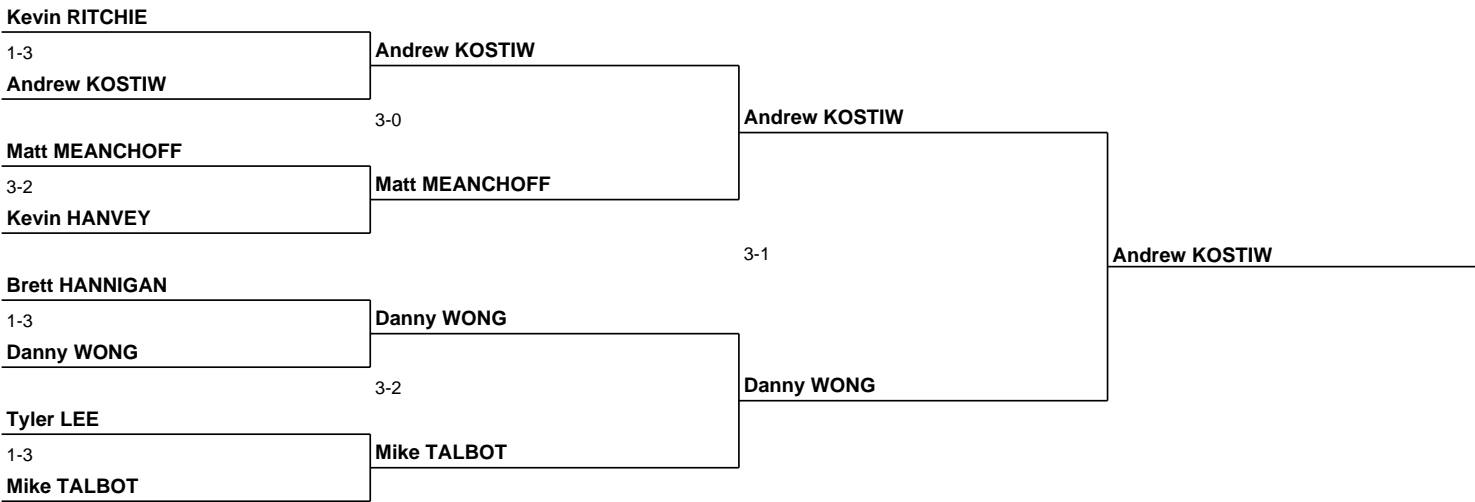 Kevin RITCHIE
1-3
Andrew KOSTIW
Andrew KOSTIW
3-0
Andrew KOSTIW
Matt MEANCHOFF
3-2
Matt MEANCHOFF
Kevin HANVEY
3-1
Andrew KOSTIW
Brett HANNIGAN
1-3
Danny WONG
Danny WONG
3-2
Danny WONG
Tyler LEE
1-3
Mike TALBOT
Mike TALBOT